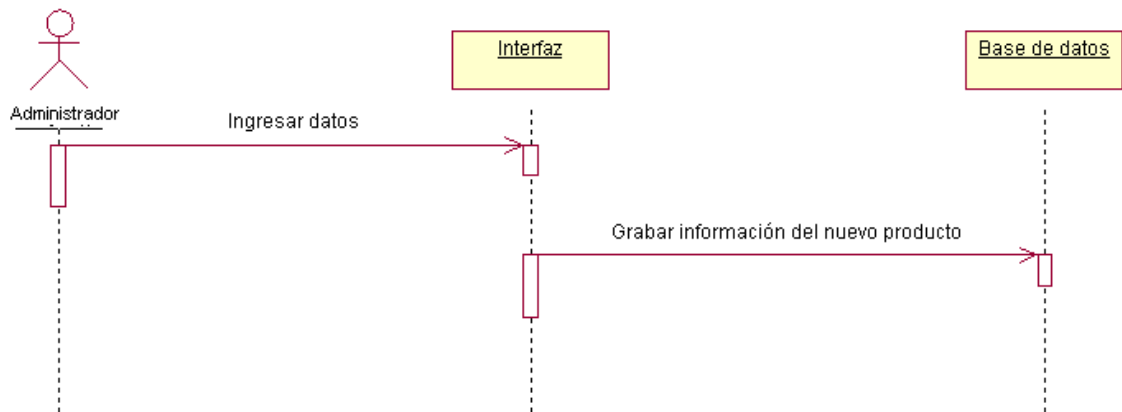 Interfaz
Base de datos
Administrador
Ingresar datos
Grabar información del nuevo producto